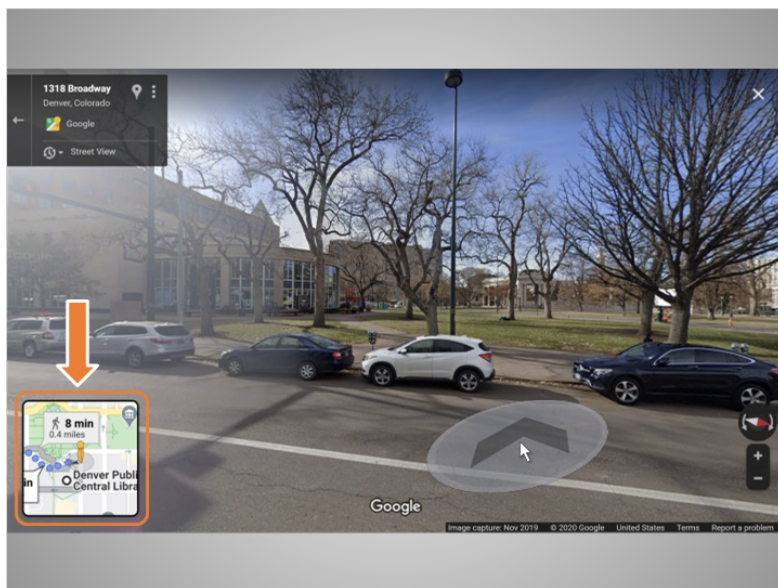 1318 Broadway
Denver, Colorado
Google
Street View
8 min
0.4 miles
in
Denver Publi
Central Libra
Google
Image capture: Nov 2019 © 2020 Google United States Terms Report a problem